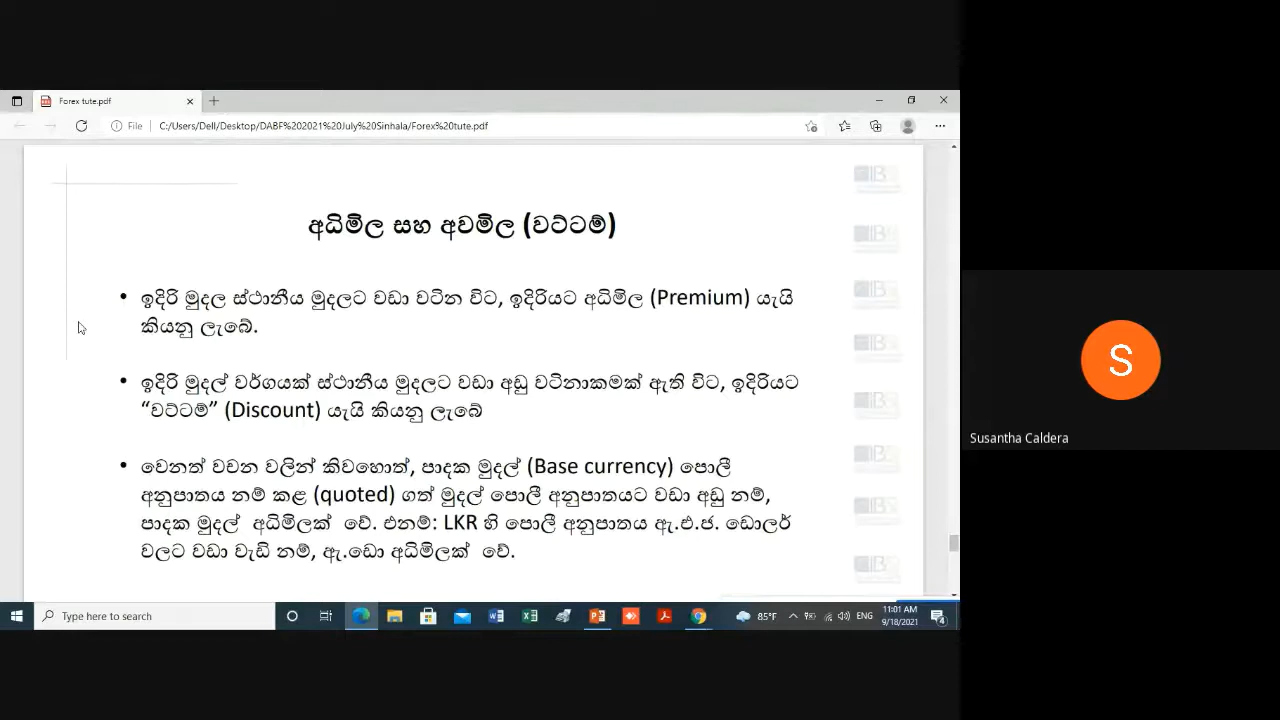 Forex tute.pdf
File
C:/Users/Dell/Desktop/DABF%202021%20July%20Sinhala/Forex%20tute.pdf
අධිමිල සහ අවමිල (වට්ටම්)
• ඉදිරි මුදල ස්ථානීය මුදලට වඩා වටින විට, ඉදිරියට අධිමිල (Premium) යැයි
කියනු ලැබේ.
• ඉදිරි මුදල් වර්ගයක් ස්ථානීය මුදලට වඩා අඩු වටිනාකමක් ඇති විට, ඉදිරියට
“වට්ටම්” (Discount) යැයි කියනු ලැබේ
• වෙනත් වචන වලින් කිවහොත්, පාදක මුදල් (Base currency) පොලී
අනුපාතය නම් කළ (quoted) ගත් මුදල් පොලී අනුපාතයට වඩා අඩු නම්,
පාදක මුදල් අධිමිලක් වේ. එනම්: LKR හි පොලී අනුපාතය ඇ.එ.ජ. ඩොලර්
වලට වඩා වැඩි නම්, ඇ.ඩො අධිමිලක් වේ.
S
Susantha Caldera
Type here to search
85°F
ENG
11:01 AM
9/18/2021
4